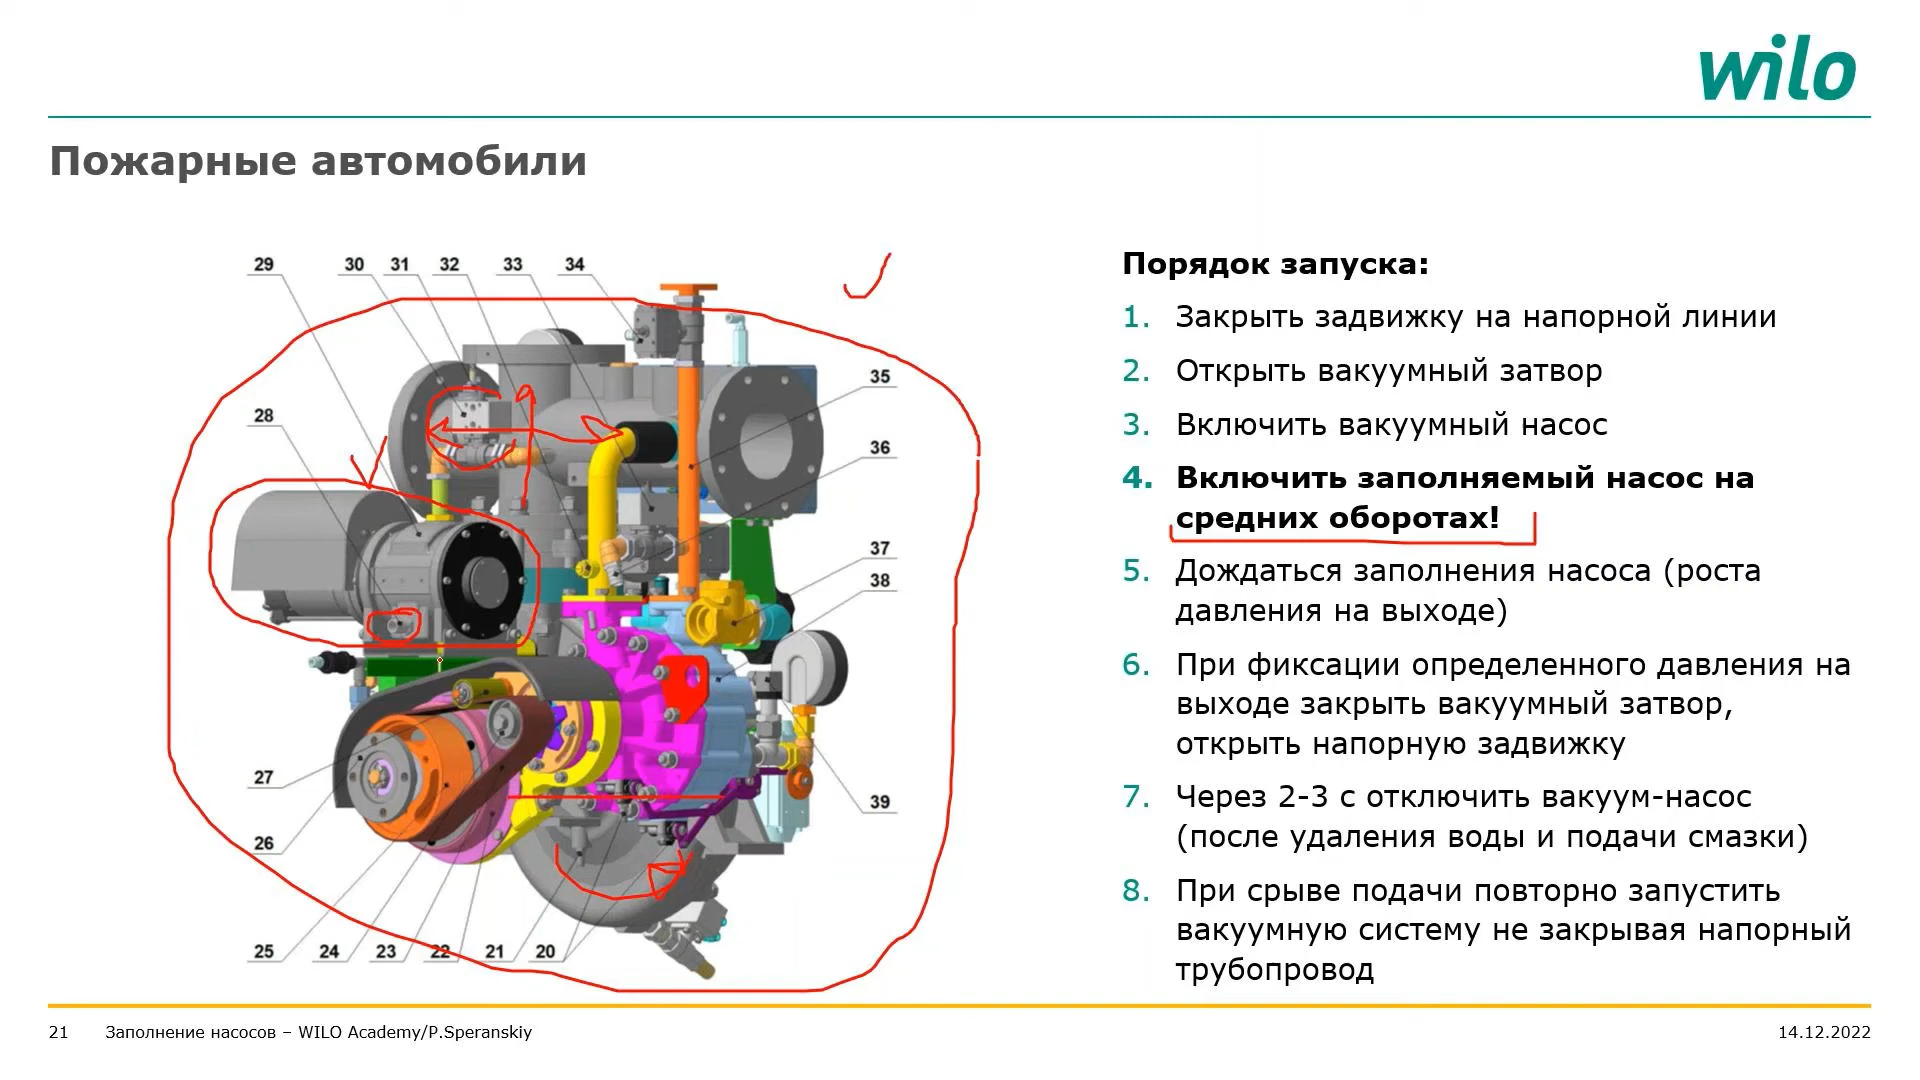 wilo
Пожарные автомобили
29 30 31 32 33 34
35
28
36
37
38
27
39
26
25 24 23 22 21 20
Порядок запуска:
1. Закрыть задвижку на напорной линии
2. Открыть вакуумный затвор
3. Включить вакуумный насос
4. Включить заполняемый насос на
средних оборотах!
5. Дождаться заполнения насоса (роста
давления на выходе)
6. При фиксации определенного давления на
выходе закрыть вакуумный затвор,
открыть напорную задвижку
7. Через 2-3 с отключить вакуум-насос
(после удаления воды и подачи смазки)
8. При срыве подачи повторно запустить
вакуумную систему не закрывая напорный
трубопровод
21 Заполнение насосов – WILO Academy/P.Speranskiy 14.12.2022